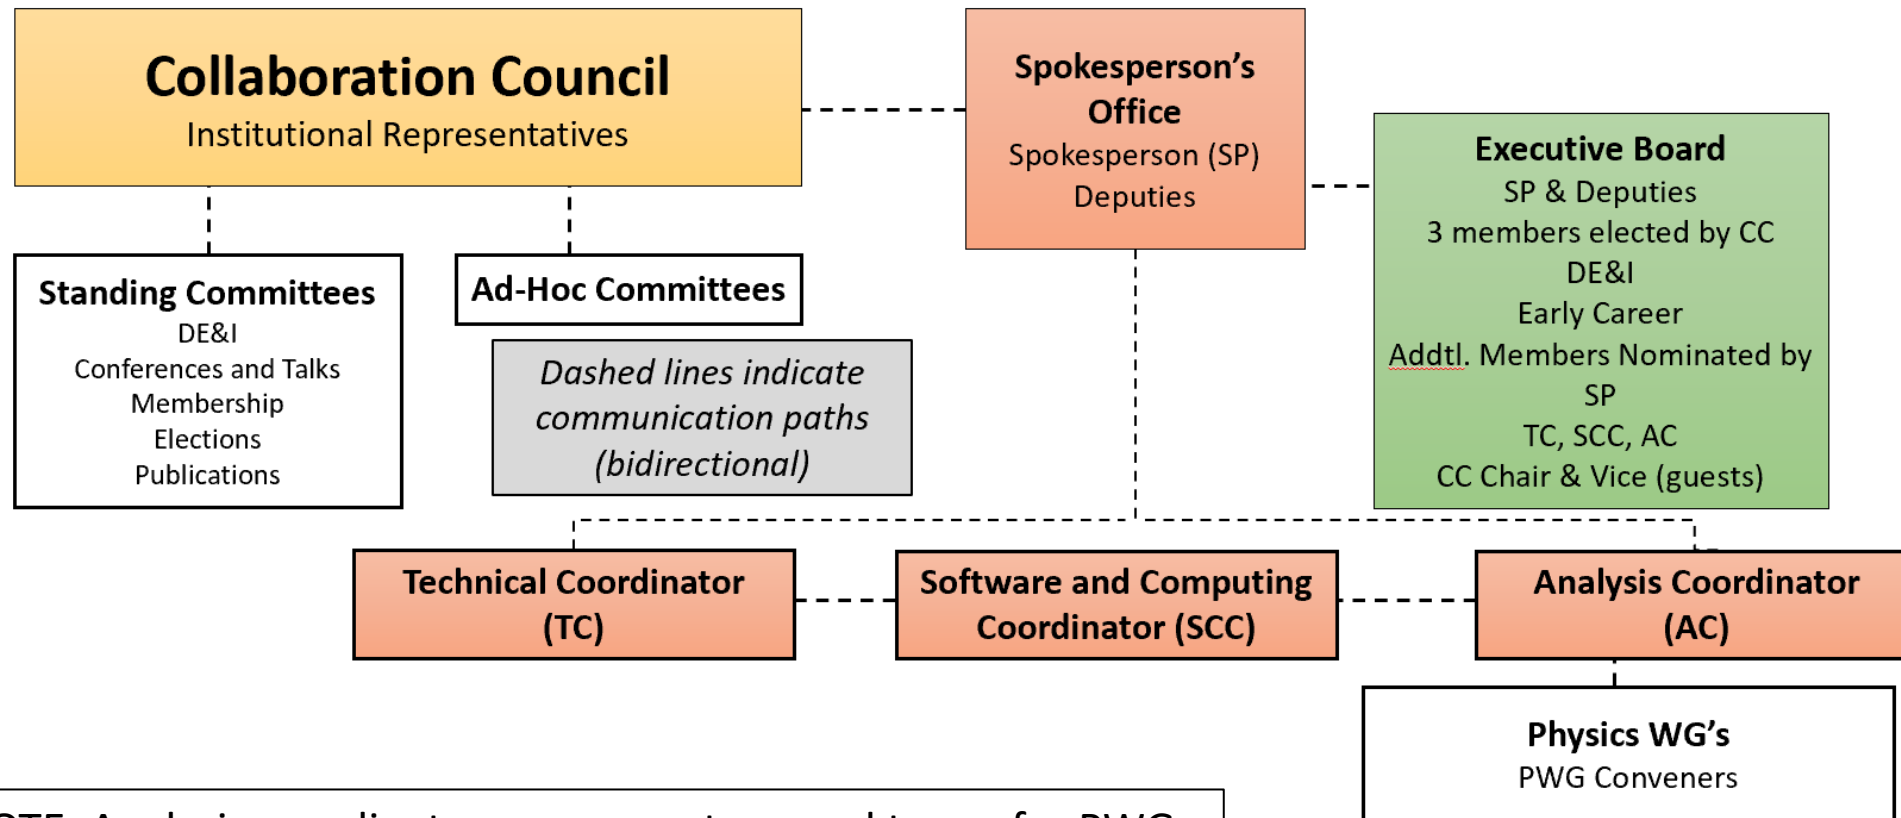 Collaboration Council
Institutional Representatives
Spokesperson's
Office
Spokesperson (SP)
Deputies
Executive Board
SP & Deputies
3 members elected by CC
DE&I
Early Career
Addtl. Members Nominated by
SP
TC, SCC, AC
CC Chair & Vice (guests)
Standing Committees
DE&I
Conferences and Talks
Membership
Elections
Publications
Ad-Hoc Committees
Dashed lines indicate
communication paths
(bidirectional)
Technical Coordinator
(TC)
Software and Computing
Coordinator (SCC)
Analysis Coordinator
(AC)
Physics WG's
PWG Conveners